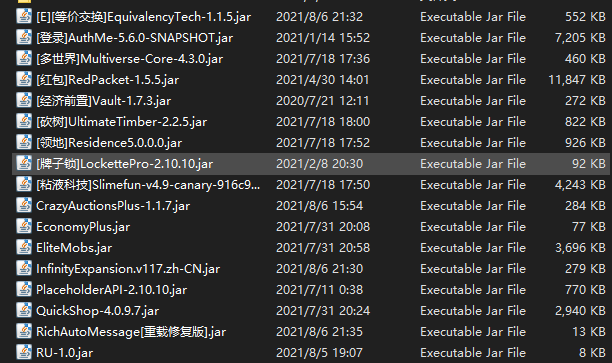 [E][等价交换]EquivalencyTech-1.1.5.jar 2021/8/6 21:32 Executable Jar File 552 KB
[登录]AuthMe-5.6.0-SNAPSHOT.jar 2021/1/14 15:52 Executable Jar File 7,205 KB
[多世界]Multiverse-Core-4.3.0.jar 2021/7/18 17:36 Executable Jar File 460 KB
[红包]RedPacket-1.5.5.jar 2021/4/30 14:01 Executable Jar File 11,847 KB
[经济前置]Vault-1.7.3.jar 2020/7/21 12:11 Executable Jar File 272 KB
[砍树]UltimateTimber-2.2.5.jar 2021/7/18 18:00 Executable Jar File 822 KB
[领地]Residence5.0.0.0.jar 2021/7/18 17:52 Executable Jar File 926 KB
[牌子锁]LockettePro-2.10.10.jar 2021/2/8 20:30 Executable Jar File 92 KB
[粘液科技]Slimefun-v4.9-canary-916c9... 2021/7/18 17:50 Executable Jar File 4,243 KB
CrazyAuctionsPlus-1.1.7.jar 2021/8/6 15:54 Executable Jar File 284 KB
EconomyPlus.jar 2021/7/31 20:08 Executable Jar File 77 KB
EliteMobs.jar 2021/7/31 20:58 Executable Jar File 3,696 KB
InfinityExpansion.v117.zh-CN.jar 2021/8/6 21:30 Executable Jar File 279 KB
PlaceholderAPI-2.10.10.jar 2021/7/11 0:38 Executable Jar File 770 KB
QuickShop-4.0.9.7.jar 2021/7/31 20:24 Executable Jar File 2,940 KB
RichAutoMessage[重载修复版].jar 2021/8/6 21:35 Executable Jar File 13 KB
RU-1.0.jar 2021/8/5 19:07 Executable Jar File 8 KB